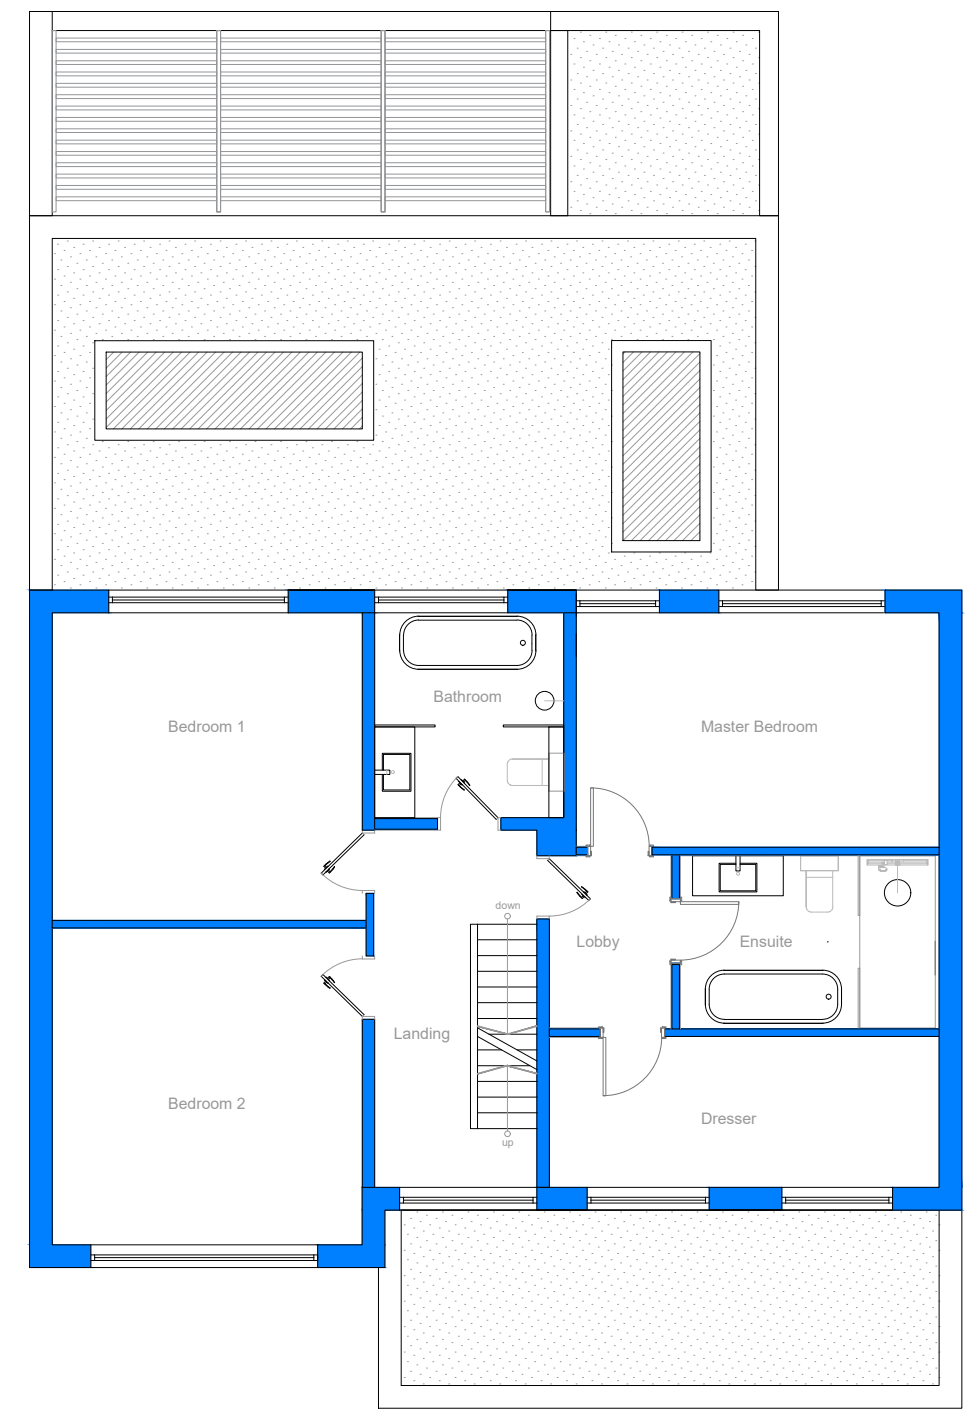 Bathroom
Bedroom 1
Master Bedroom
down
Lobby
Ensuite
Landing
Bedroom 2
Dresser
up